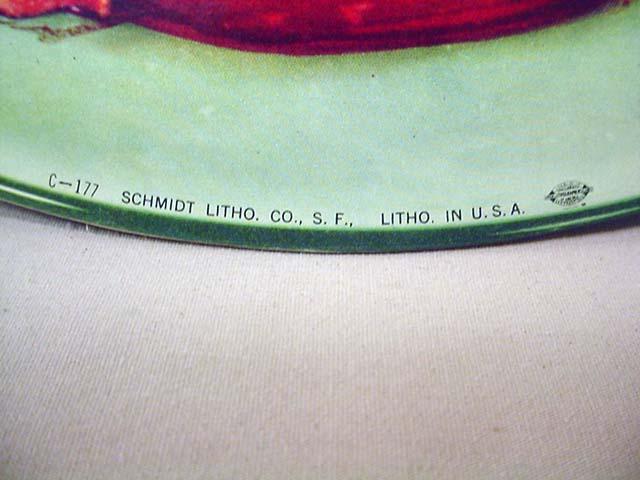 C-177 SCHMIDT LITHO. CO., S. F., LITHO. IN U.S.A.